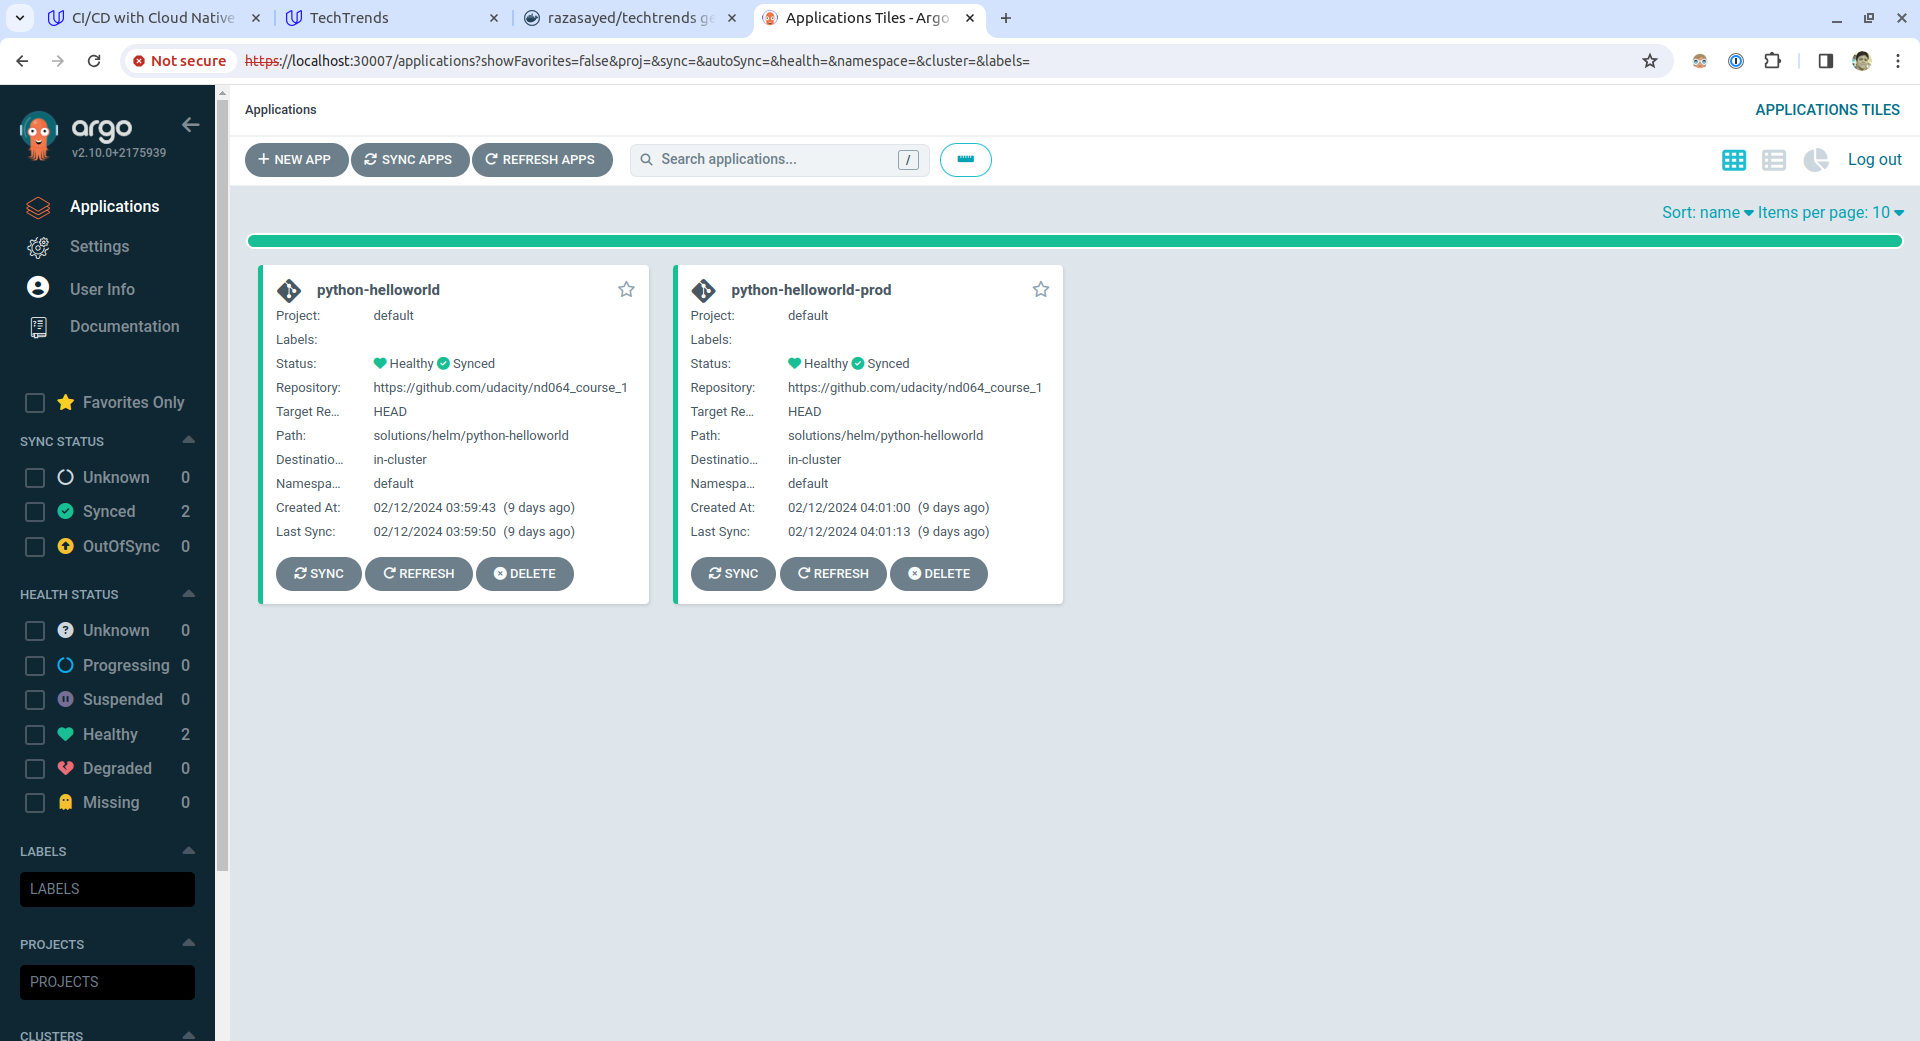 CI/CD with Cloud Native
TechTrends
razasayed/techtrends ge
Applications Tiles - Argo
Not secure
https://localhost:30007/applications?showFavorites=false&proj=&sync=&autoSync=&health=&namespace=&cluster=&labels=
argo
v2.10.0+2175939
Applications
Settings
User Info
Documentation
Favorites Only
SYNC STATUS
Unknown 0
Synced 2
OutOfSync 0
HEALTH STATUS
Unknown 0
Progressing 0
Suspended 0
Healthy 2
Degraded 0
Missing 0
LABELS
LABELS
PROJECTS
PROJECTS
CLUSTERS
Applications
APPLICATIONS TILES
NEW APP
SYNC APPS
REFRESH APPS
Search applications...
/
Log out
Sort: name
Items per page: 10
python-helloworld
Project: default
Labels:
Status: Healthy Synced
Repository: https://github.com/udacity/nd064_course_1
Target Re... HEAD
Path: solutions/helm/python-helloworld
Destinatio... in-cluster
Namespa... default
Created At: 02/12/2024 03:59:43 (9 days ago)
Last Sync: 02/12/2024 03:59:50 (9 days ago)
SYNC REFRESH DELETE
python-helloworld-prod
Project: default
Labels:
Status: Healthy Synced
Repository: https://github.com/udacity/nd064_course_1
Target Re... HEAD
Path: solutions/helm/python-helloworld
Destinatio... in-cluster
Namespa... default
Created At: 02/12/2024 04:01:00 (9 days ago)
Last Sync: 02/12/2024 04:01:13 (9 days ago)
SYNC REFRESH DELETE